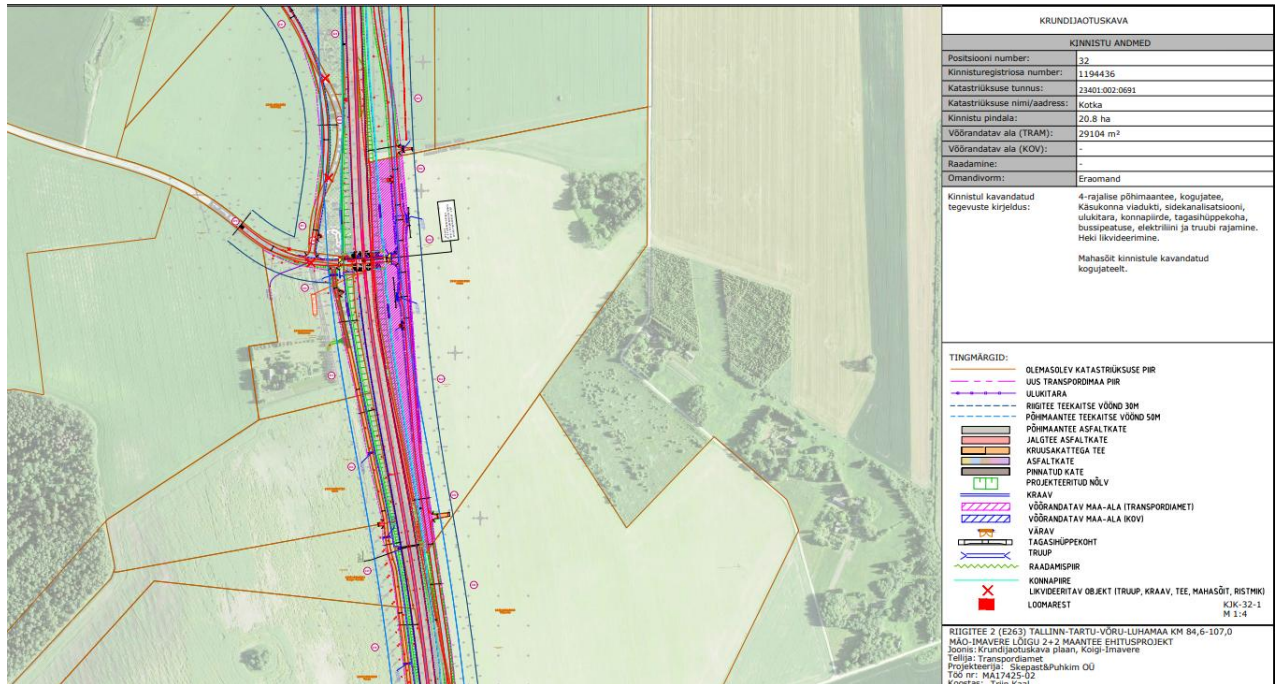 KRUNDIJAOTUSKAVA
KINNISTU ANDMED
Positsiooni number: 32
Kinnisturegistriosa number: 1194436
Katastriüksuse tunnus: 23401:002:0691
Katastriüksuse nimi/aadress: Kotka
Kinnistu pindala: 20.8 ha
Võõrandatav ala (TRAM): 29104 m²
Võõrandatav ala (KOV): -
Raadamine: -
Omandivorm: Eraomand
Kinnistul kavandatud tegevuste kirjeldus:
4-rajalise põhimaantee, kogujatee,
Käsukonna viadukti, sidekanalisatsiooni,
ulukitara, konnapiirde, tagasihüppekoha,
bussipeatuse, elektriliini ja truubi rajamine.
Heki likvideerimine.
Mahasõit kinnistule kavandatud
kogujateelt.
TINGMÄRGID:
OLEMASOLEV KATASTRIÜKSUSE PIIR
UUS TRANSPORDIMAA PIIR
ULUKITARA
RIIGITEE TEEKAITSE VÖÖND 30M
PÕHIMAANTEE TEEKAITSE VÖÖND 50M
PÕHIMAANTEE ASFALTKATE
JALGTEE ASFALTKATE
KRUUSAKATTEGA TEE
ASFALTKATE
PINNATUD KATE
PROJEKTEERITUD NÕLV
KRAAV
VÕÕRANDATAV MAA-ALA (TRANSPORDIAMET)
VÕÕRANDATAV MAA-ALA (KOV)
VÄRAV
TAGASIHÜPPEKOHT
TRUUP
RAADAMISPIIR
KONNAPIIRE
LIKVIDEERITAV OBJEKT (TRUUP, KRAAV, TEE, MAHASÕIT, RISTMIK)
LOOMAREST
KJK-32-1
M 1:4
RIIGITEE 2 (E263) TALLINN-TARTU-VÕRU-LUHAMAA KM 84,6-107,0
MÄO-IMAVERE LÕIGU 2+2 MAANTEE EHITUSPROJEKT
Joonis: Krundijaotuskava plaan, Koigi-Imavere
Tellija: Transpordiamet
Projekteerija: Skepast&Puhkim OÜ
Töö nr: MA17425-02
Koostas: Triin Kaal